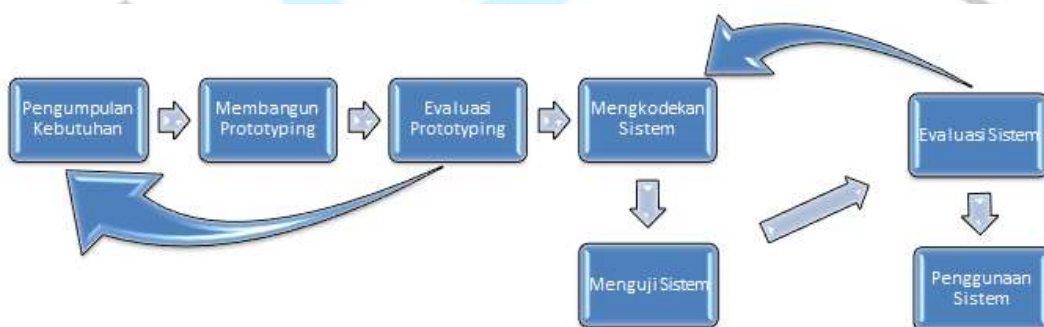 Pengumpulan
Kebutuhan
Membangun
Prototyping
Evaluasi
Prototyping
Mengkodekan
Sistem
Menguji Sistem
Evaluasi Sistem
Penggunaan
Sistem